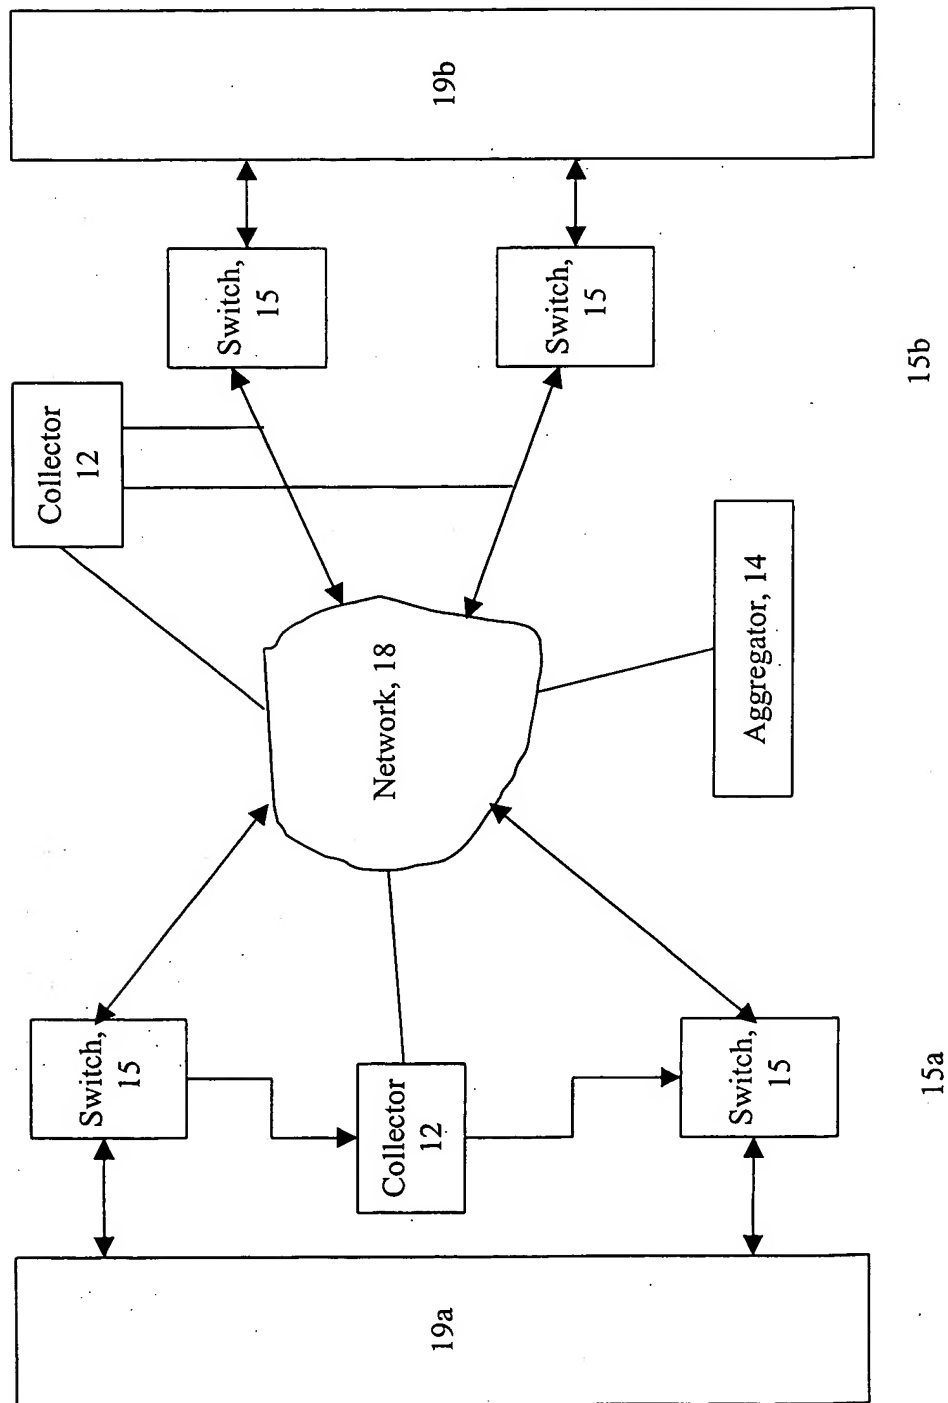 19a
Switch,
15
Switch,
15
Collector
12
Network, 18
Aggregator, 14
Collector
12
Switch,
15
Switch,
15
19b
15a
15b